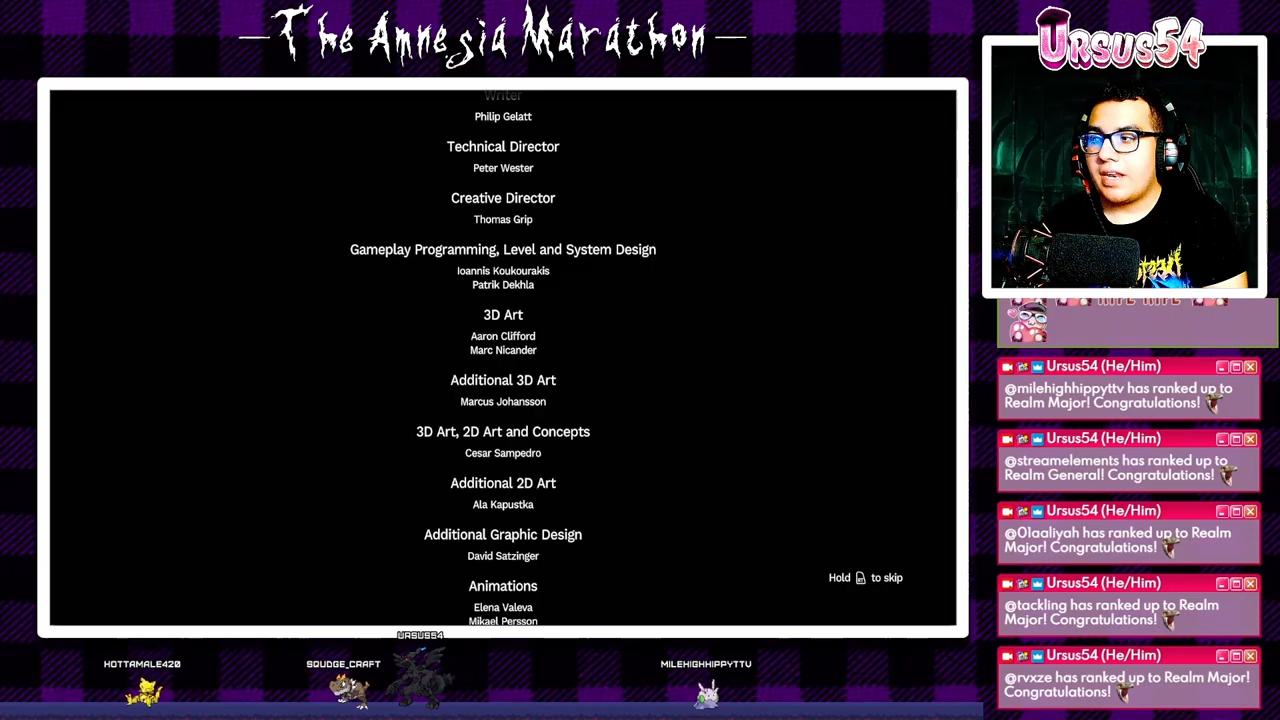 The Amnesia Marathon
Ursus54
Writer
Philip Gelatt
Technical Director
Peter Wester
Creative Director
Thomas Grip
Gameplay Programming, Level and System Design
Ioannis Koukourakis
Patrik Dekhla
3D Art
Aaron Clifford
Marc Nicander
Additional 3D Art
Marcus Johansson
3D Art, 2D Art and Concepts
Cesar Sampedro
Additional 2D Art
Ala Kapustka
Additional Graphic Design
David Satzinger
Animations
Elena Valeva
Mikael Persson
Hold to skip
Ursus54 (He/Him)
@milehighhippyttv has ranked up to
Realm Major! Congratulations!
Ursus54 (He/Him)
@streamelements has ranked up to
Realm General! Congratulations!
Ursus54 (He/Him)
@01aaliyah has ranked up to Realm
Major! Congratulations!
Ursus54 (He/Him)
@tackling has ranked up to Realm
Major! Congratulations!
Ursus54 (He/Him)
@rvxze has ranked up to Realm Major!
Congratulations!
URSUS54
HOTTAMALE420
SQUDGE_CRAFT
MILEHIGHHIPPYTTV